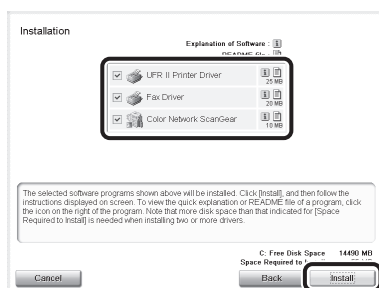 Installation
Explanation of Software :
README file :
UFR II Printer Driver
25 MB
Fax Driver
20 MB
Color Network ScanGear
10 MB
The selected software programs shown above will be installed. Click [Install], and then follow the
instructions displayed on screen. To view the quick explanation or README file of a program, click
the icon on the right of the program. Note that more disk space than that indicated for [Space
Required to Install] is needed when installing two or more drivers.
C: Free Disk Space 14490 MB
Space Required to
Cancel
Back
Install